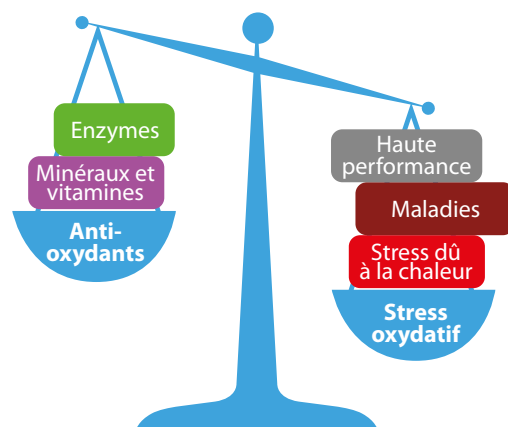 Enzymes
Minéraux et
vitamines
Anti-
oxydants
Haute
performance
Maladies
Stress dû
à la chaleur
Stress
oxydatif